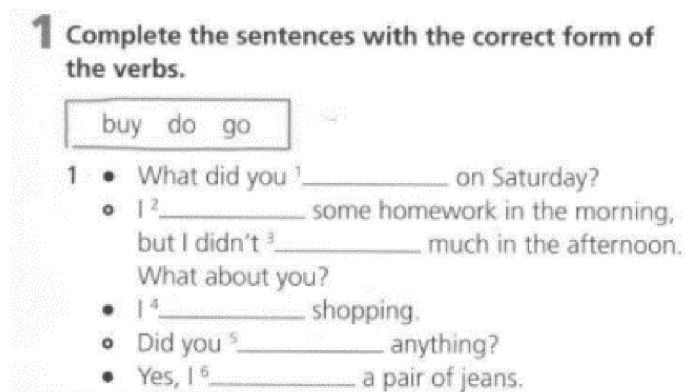 1 Complete the sentences with the correct form of
the verbs.
buy do go
1 • What did you ¹__________ on Saturday?
o I ²__________ some homework in the morning,
but I didn't ³__________ much in the afternoon.
What about you?
• I ⁴__________ shopping.
o Did you ⁵__________ anything?
• Yes, I ⁶__________ a pair of jeans.